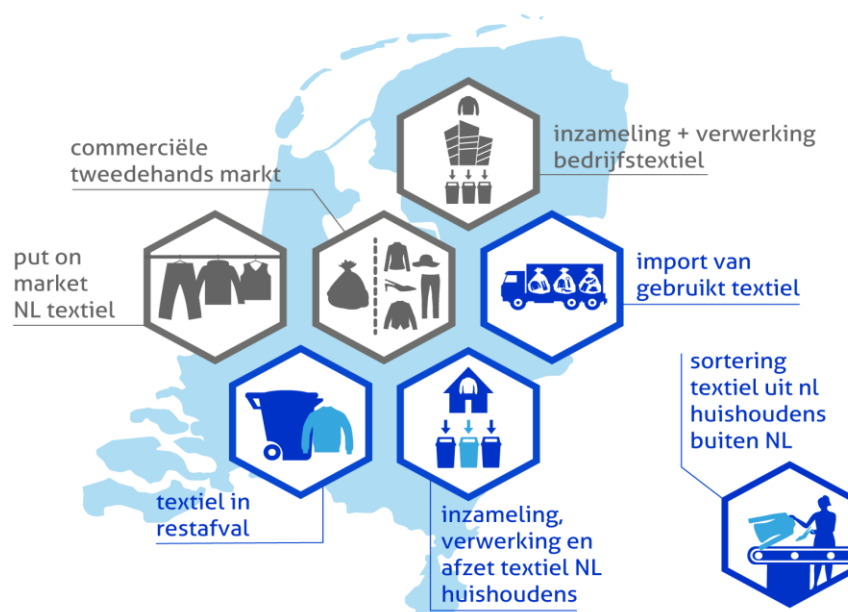 inzameling + verwerking
bedrijfstextiel
commerciële
tweedehands markt
put on
market
NL textiel
import van
gebruikt textiel
sortering
textiel uit nl
huishoudens
buiten NL
textiel in
restafval
inzameling,
verwerking en
afzet textiel NL
huishoudens